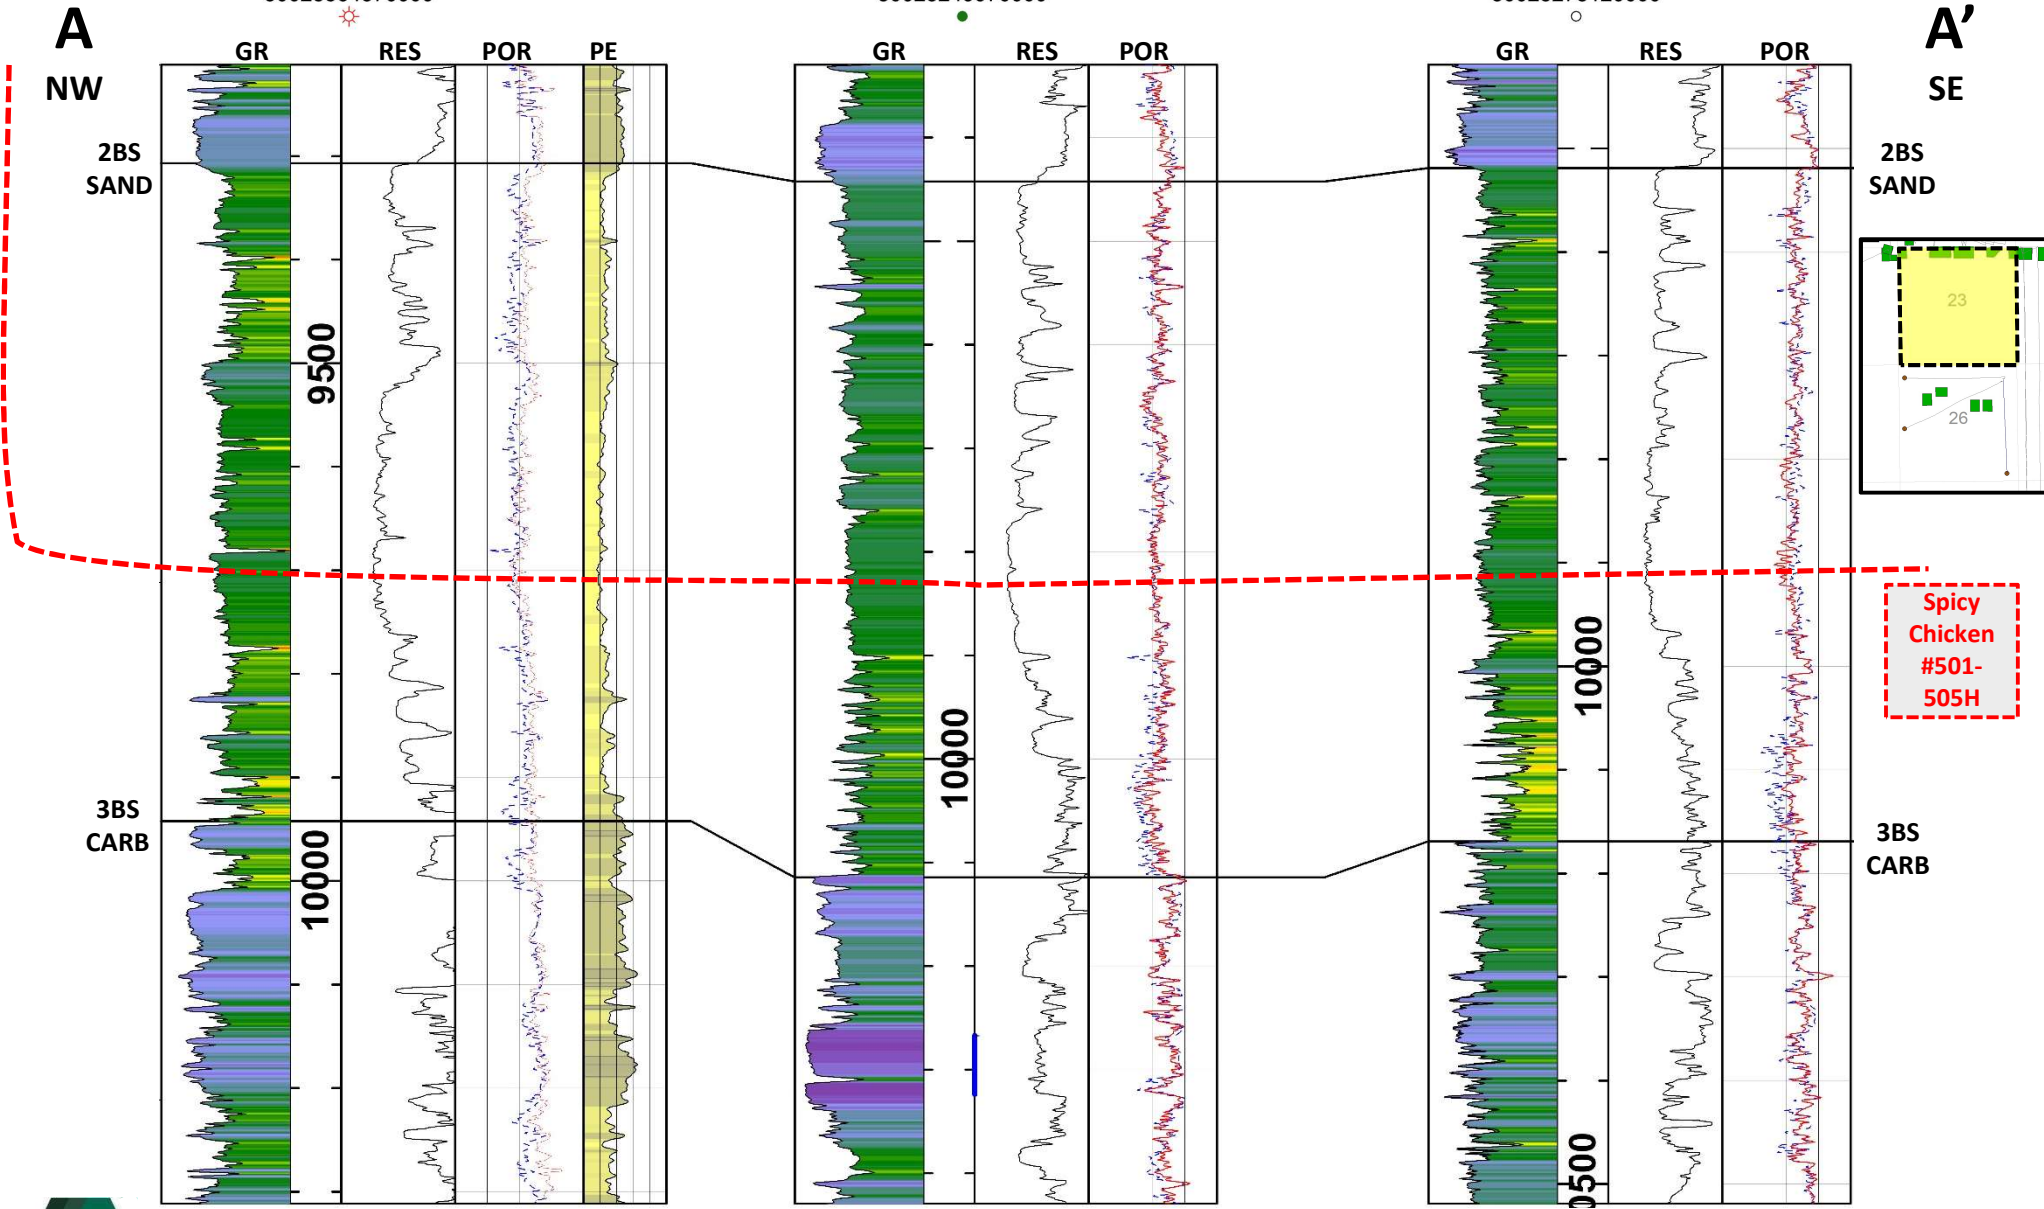 A
NW
GR RES POR PE
GR RES POR
GR RES POR
A'
SE
2BS
SAND
2BS
SAND
9500
23
26
10000
10000
10000
Spicy
Chicken
#501-
505H
3BS
CARB
3BS
CARB